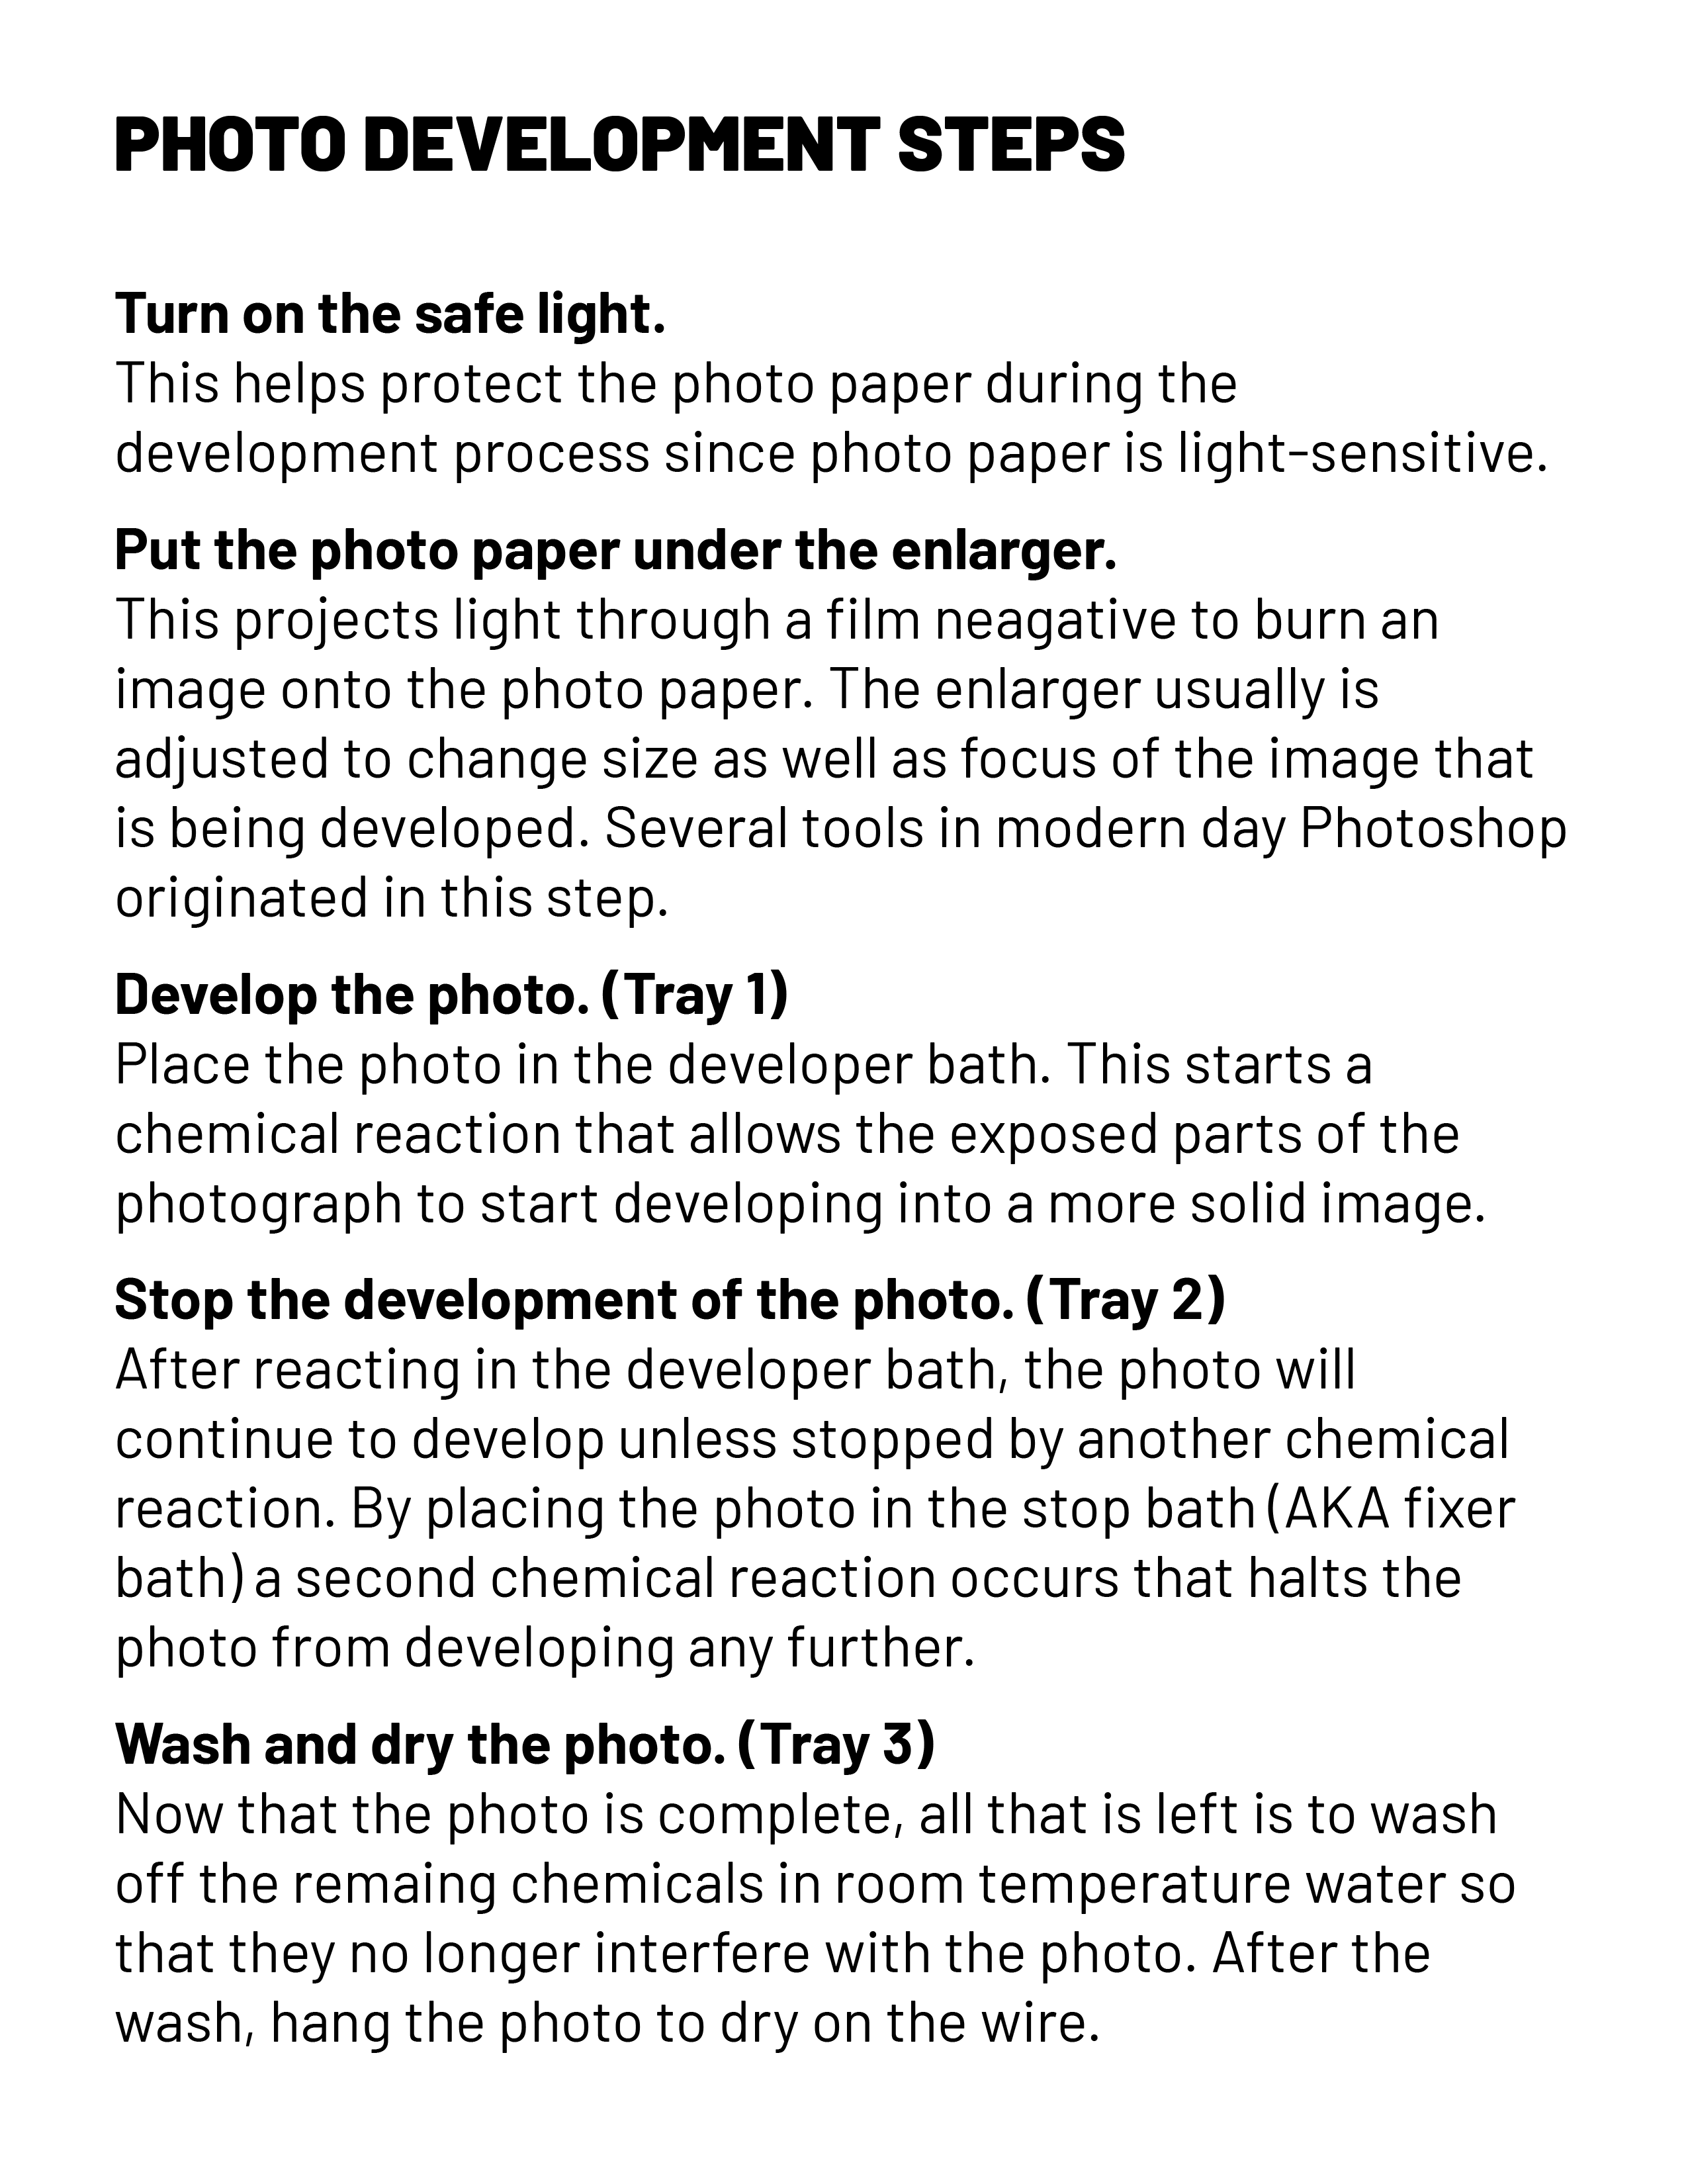 PHOTO DEVELOPMENT STEPS
Turn on the safe light.
This helps protect the photo paper during the
development process since photo paper is light-sensitive.
Put the photo paper under the enlarger.
This projects light through a film neagative to burn an
image onto the photo paper. The enlarger usually is
adjusted to change size as well as focus of the image that
is being developed. Several tools in modern day Photoshop
originated in this step.
Develop the photo. (Tray 1)
Place the photo in the developer bath. This starts a
chemical reaction that allows the exposed parts of the
photograph to start developing into a more solid image.
Stop the development of the photo. (Tray 2)
After reacting in the developer bath, the photo will
continue to develop unless stopped by another chemical
reaction. By placing the photo in the stop bath (AKA fixer
bath) a second chemical reaction occurs that halts the
photo from developing any further.
Wash and dry the photo. (Tray 3)
Now that the photo is complete, all that is left is to wash
off the remaing chemicals in room temperature water so
that they no longer interfere with the photo. After the
wash, hang the photo to dry on the wire.